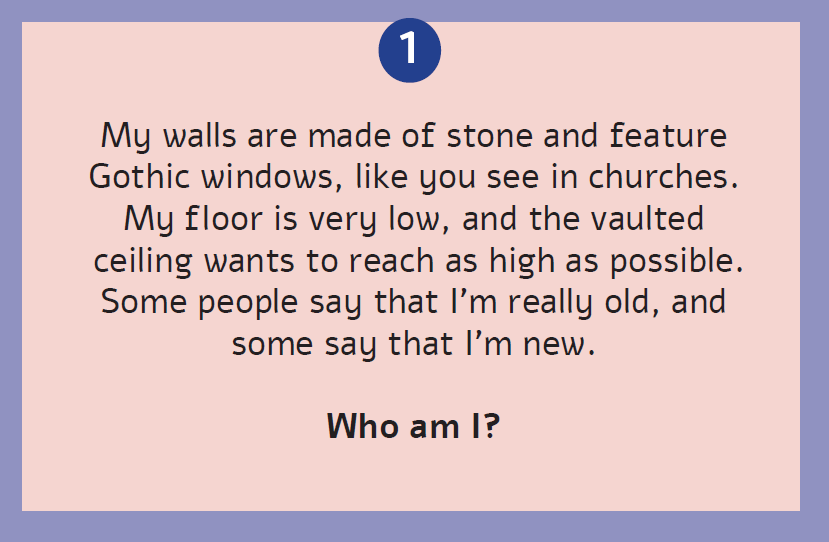 1
My walls are made of stone and feature
Gothic windows, like you see in churches.
My floor is very low, and the vaulted
ceiling wants to reach as high as possible.
Some people say that I’m really old, and
some say that I’m new.
Who am I?